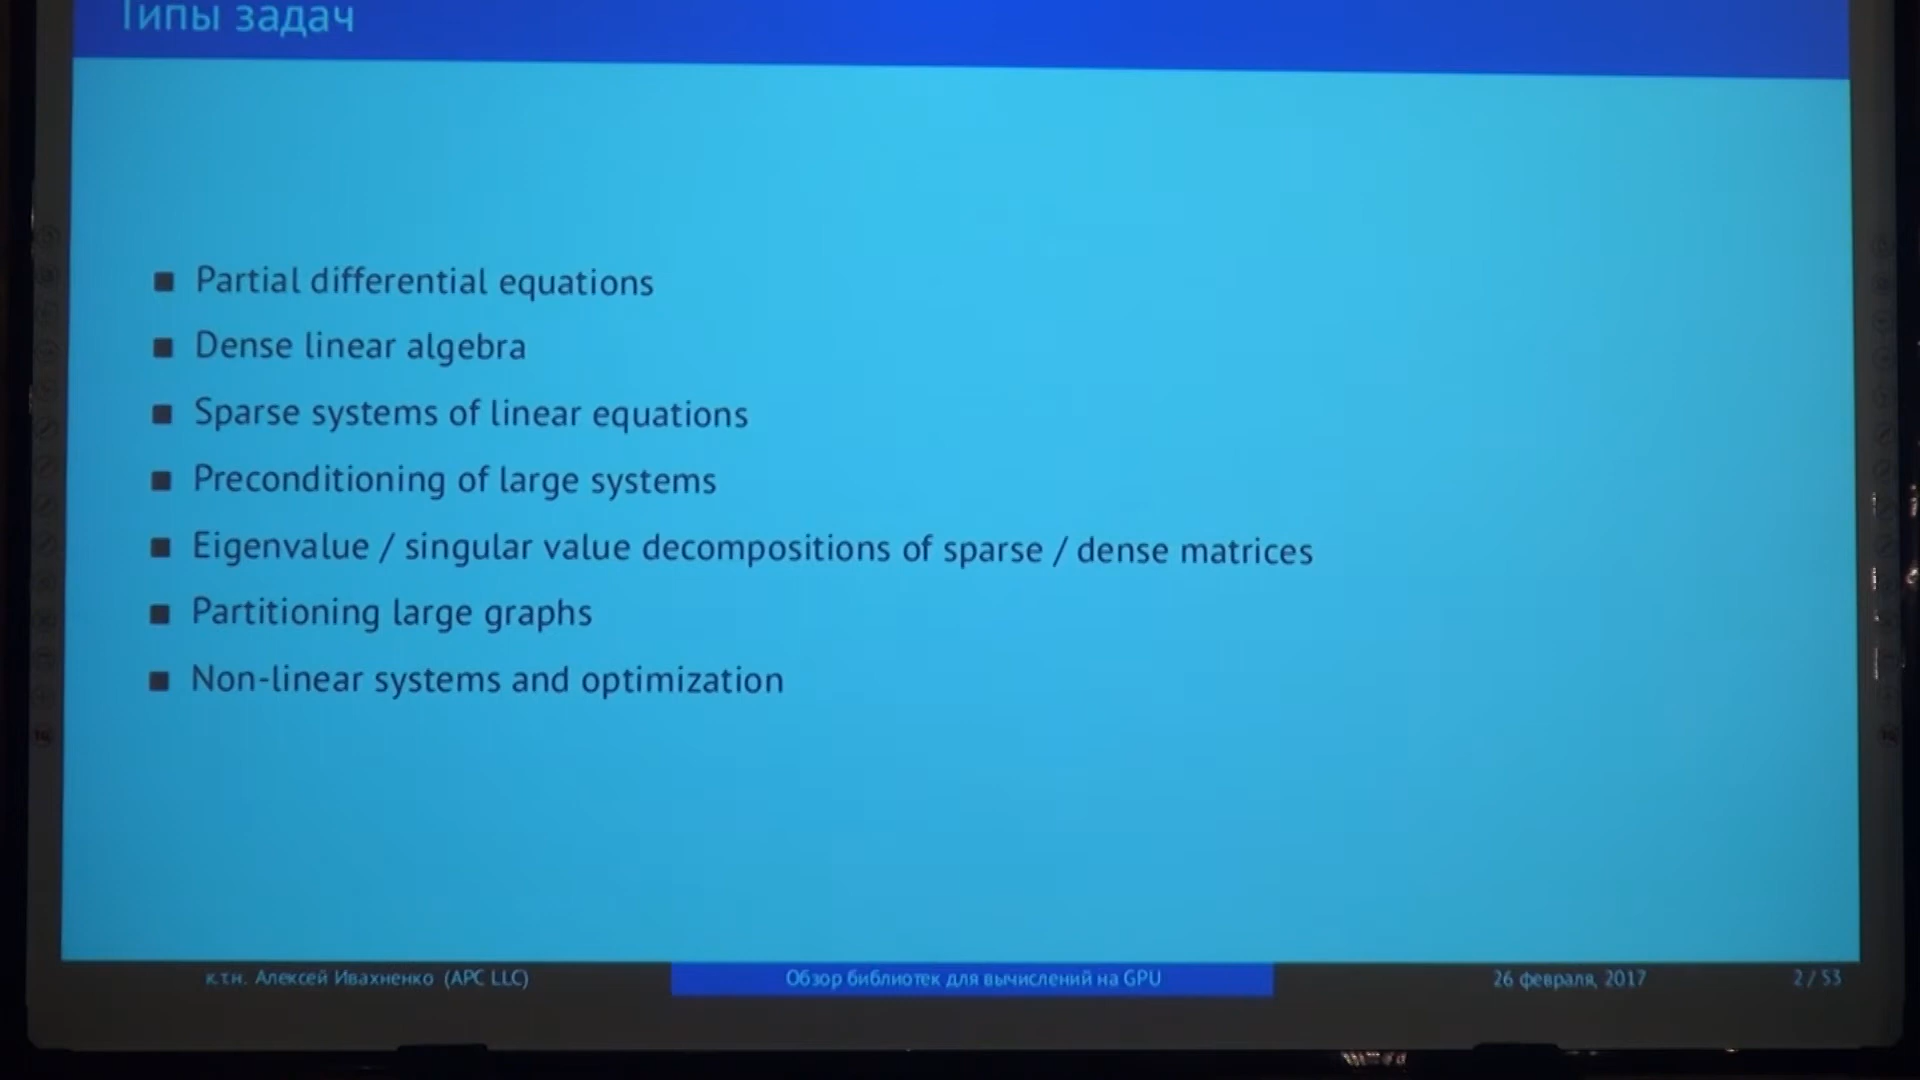 Типы задач
Partial differential equations
Dense linear algebra
Sparse systems of linear equations
Preconditioning of large systems
Eigenvalue / singular value decompositions of sparse / dense matrices
Partitioning large graphs
Non-linear systems and optimization
к.т.н. Алексей Ивахненко (APC LLC)
Обзор библиотек для вычислений на GPU
26 февраля, 2017
2 / 53